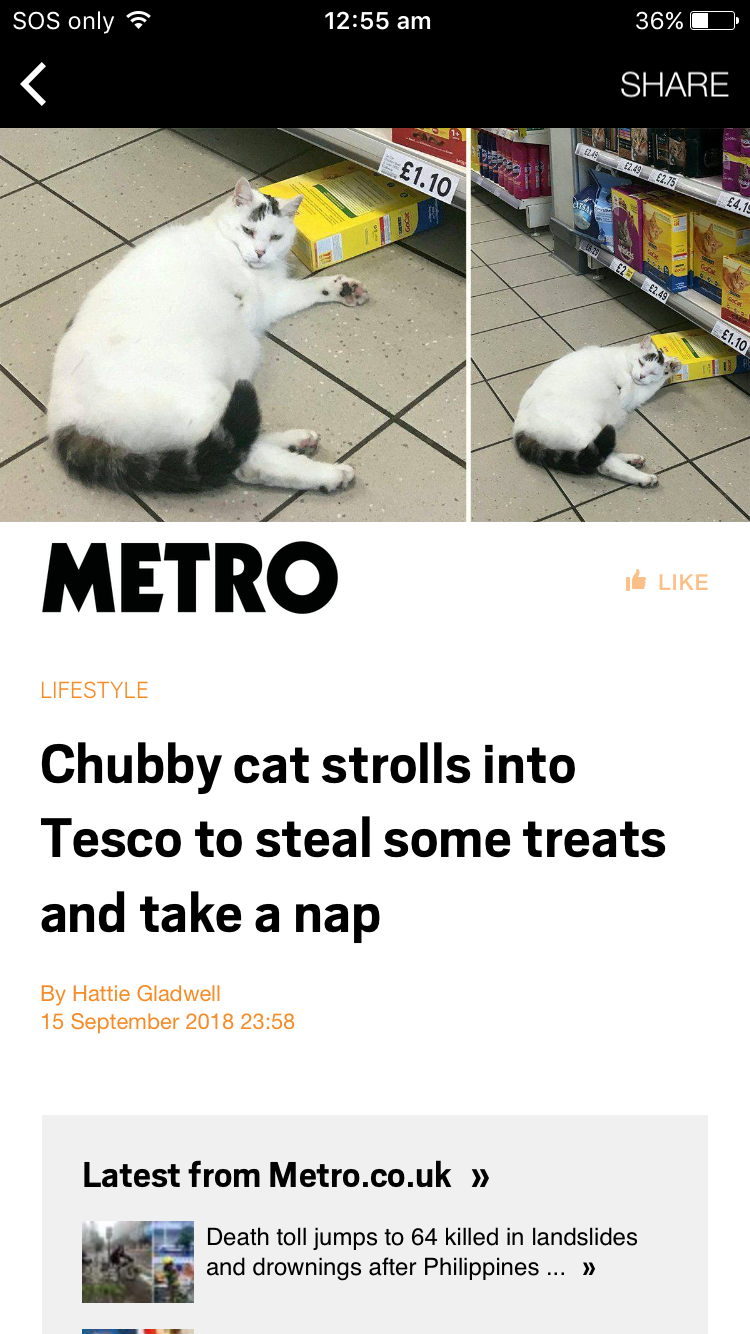 SOS only
12:55 am
36%
SHARE
£1.10
1+
GoCat
£2.49
£2.49
£2.75
£2
£2.49
£1.10
GoCat
METRO
LIKE
LIFESTYLE
Chubby cat strolls into
Tesco to steal some treats
and take a nap
By Hattie Gladwell
15 September 2018 23:58
Latest from Metro.co.uk »
Death toll jumps to 64 killed in landslides
and drownings after Philippines ... »